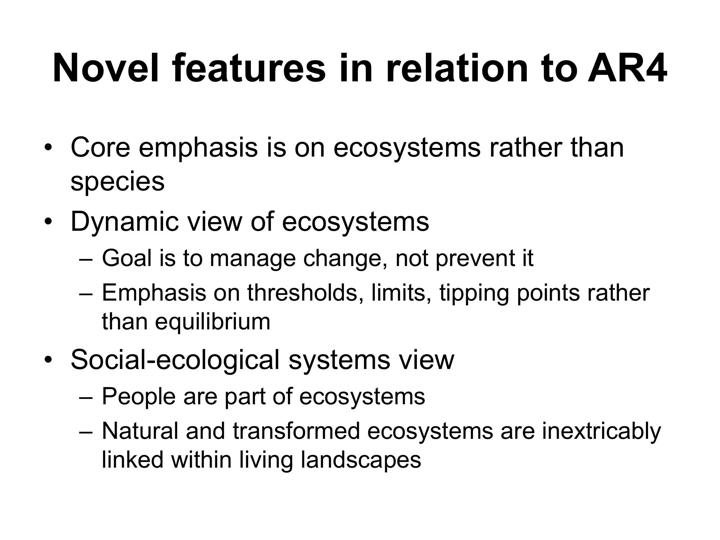 Novel features in relation to AR4
• Core emphasis is on ecosystems rather than
species
• Dynamic view of ecosystems
– Goal is to manage change, not prevent it
– Emphasis on thresholds, limits, tipping points rather
than equilibrium
• Social-ecological systems view
– People are part of ecosystems
– Natural and transformed ecosystems are inextricably
linked within living landscapes